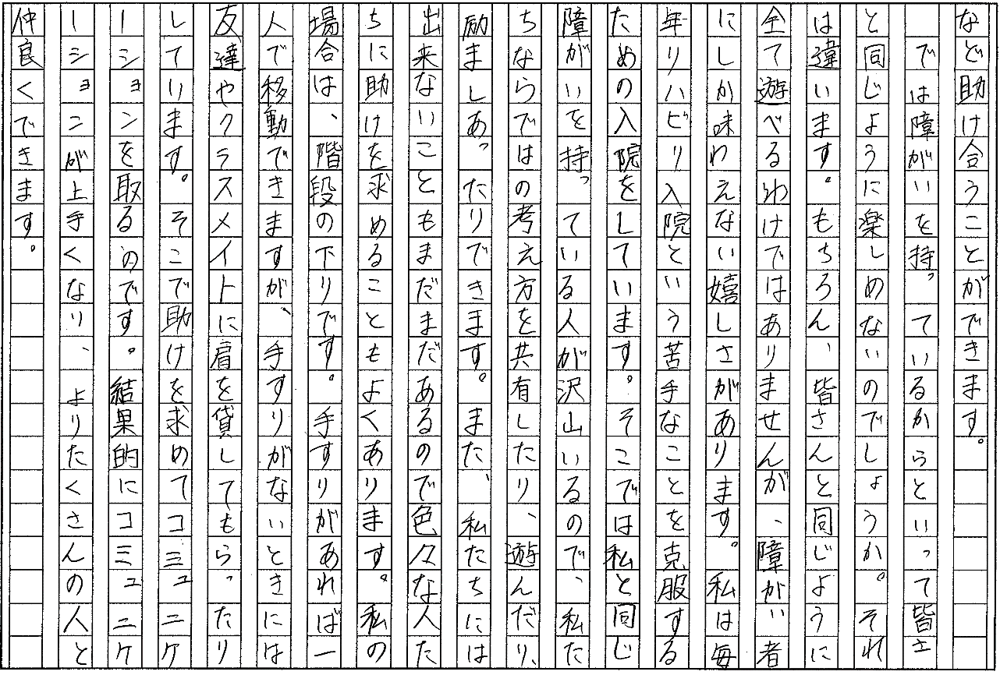 など助け合うことができます。
では障がいを持っているからといって皆さ
と同じように楽しめないのでしょうか。それ
は違います。もちろん、皆さんと同じように
全て遊べるわけではありませんが、障がい者
にしか味わえない嬉しさがあります。私は毎
年リハビリ入院という苦手なことを克服する
ための入院をしています。そこでは私と同じ
障がいを持っている人が沢山いるので、私た
ちならではの考え方を共有したり、遊んだり、
励ましあったりできます。また、私たちには
出来ないこともまだまだあるので色々な人た
ちに助けを求めることもよくあります。私の
場合は、階段の下りです。手すりがあれば一
人で移動できますが、手すりがないときには
友達やクラスメイトに肩を貸してもらったり
しています。そこで助けを求めてコミュニケ
ーションを取るのです。結果的にコミュニケ
ーションが上手くなり、よりたくさんの人と
仲良くできます。